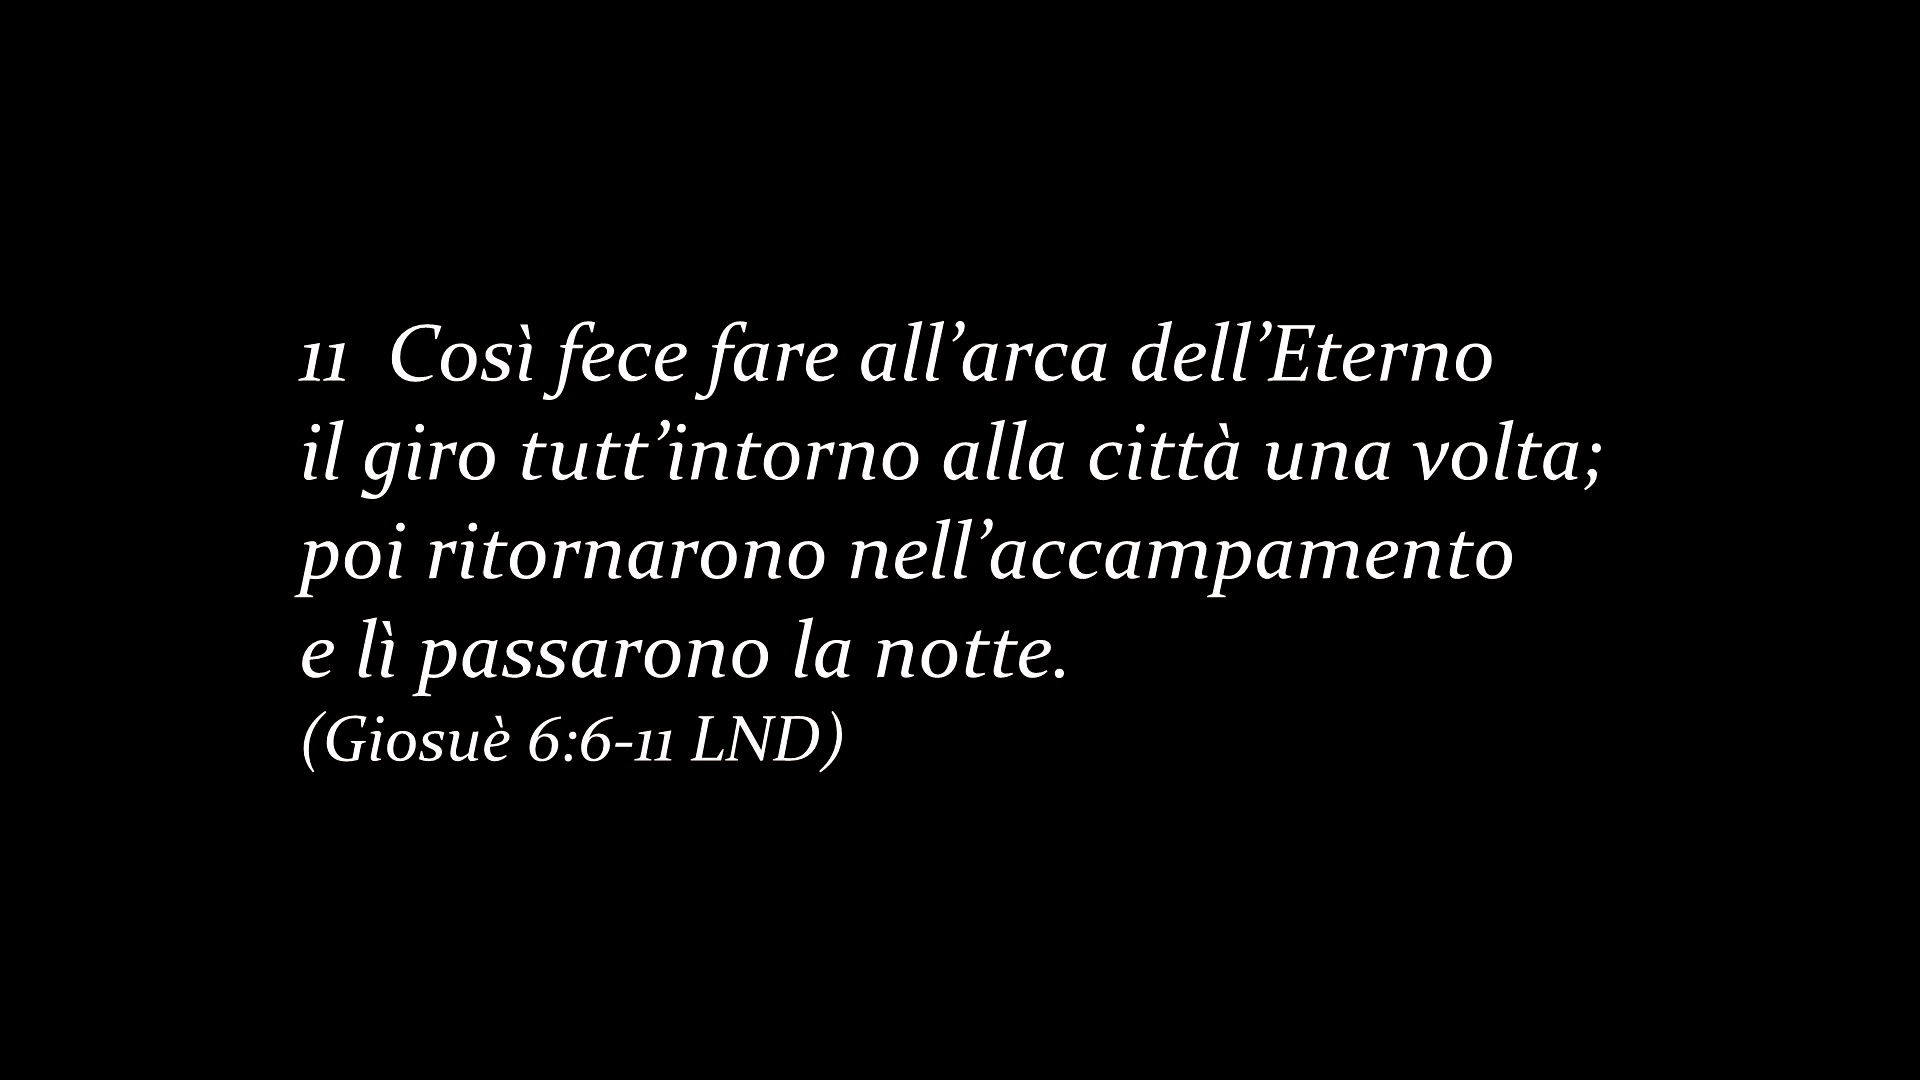 11  Così fece fare all’arca dell’Eterno
il giro tutt’intorno alla città una volta;
poi ritornarono nell’accampamento
e lì passarono la notte.
(Giosuè 6:6-11 LND)